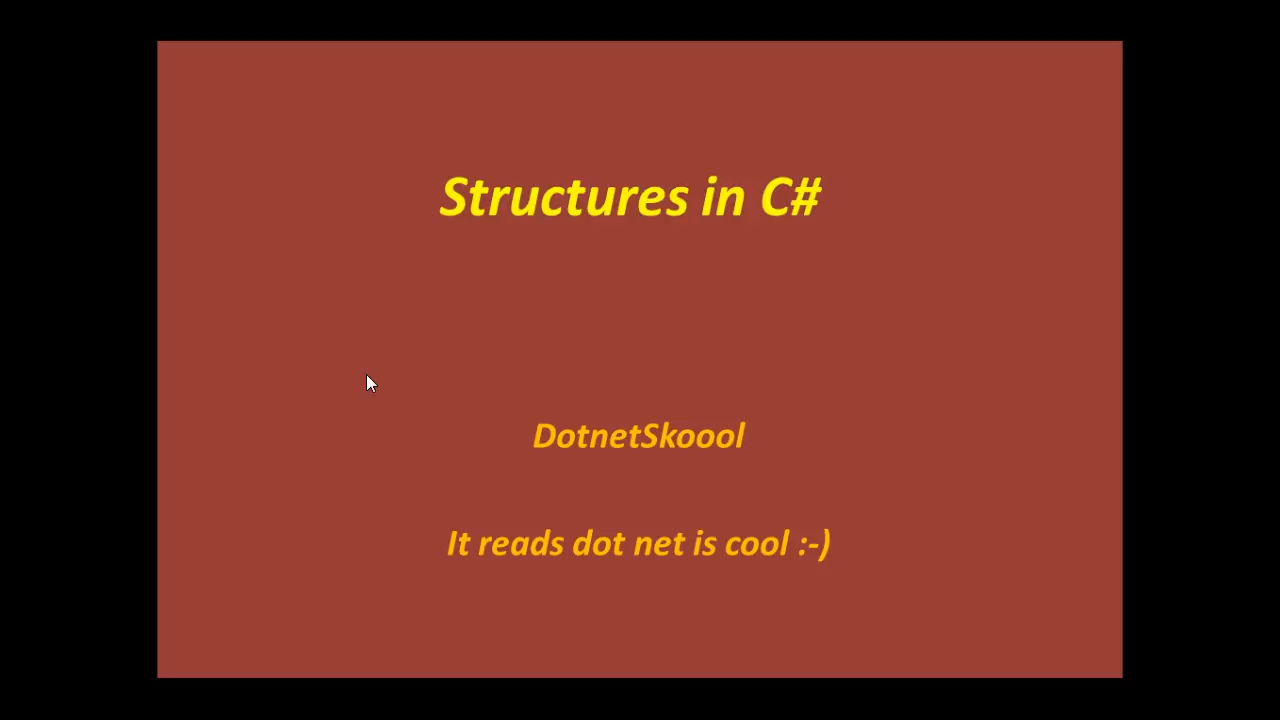 Structures in C#
DotnetSkoool
It reads dot net is cool :-)